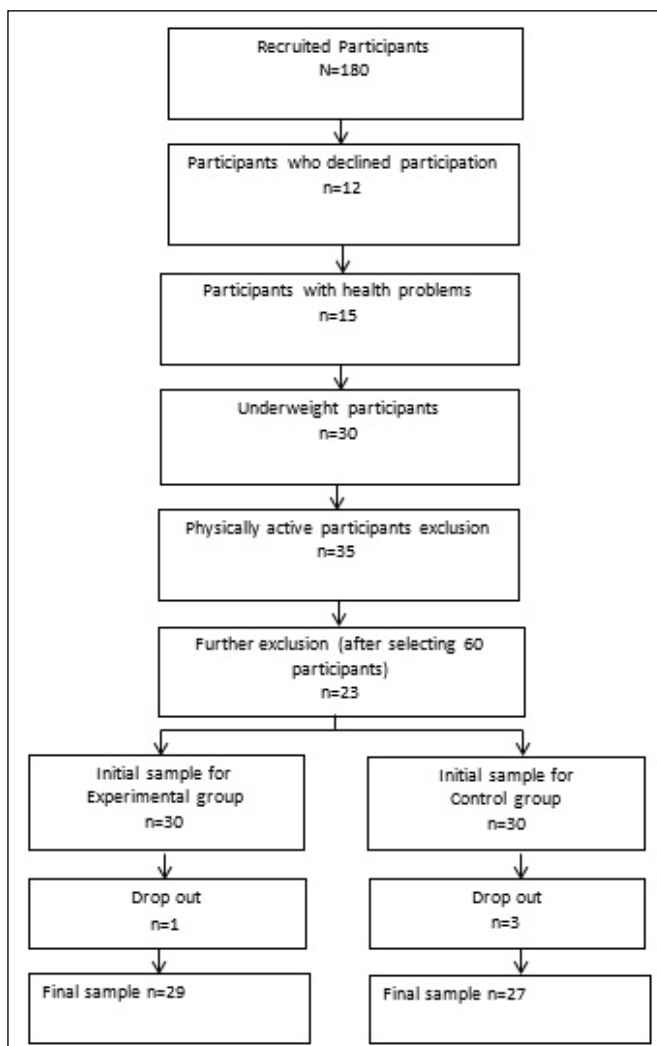 Recruited Participants
N=180
Participants who declined participation
n=12
Participants with health problems
n=15
Underweight participants
n=30
Physically active participants exclusion
n=35
Further exclusion (after selecting 60
participants)
n=23
Initial sample for
Experimental group
n=30
Initial sample for
Control group
n=30
Drop out
n=1
Drop out
n=3
Final sample n=29
Final sample n=27